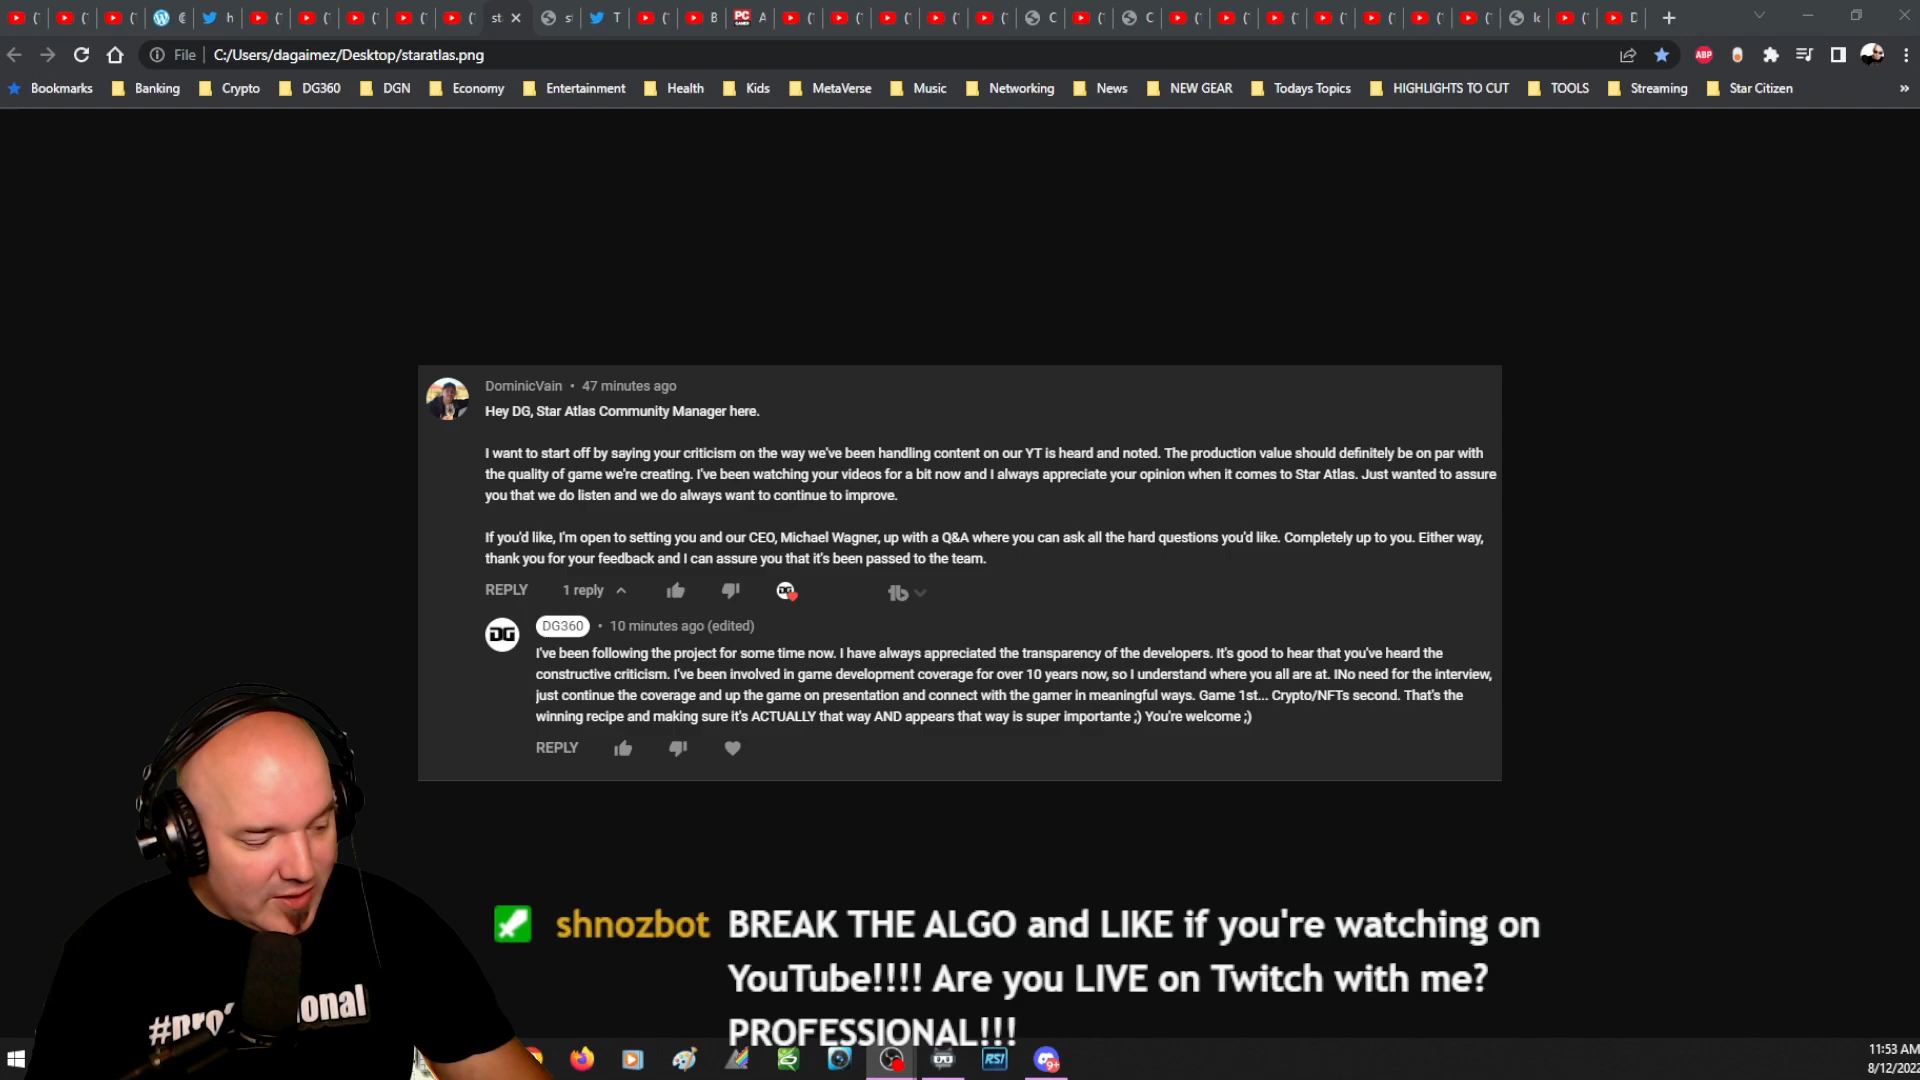 File C:/Users/dagaimez/Desktop/staratlas.png
ABP
Bookmarks Banking Crypto DG360 DGN Economy Entertainment Health Kids MetaVerse Music Networking News NEW GEAR Todays Topics HIGHLIGHTS TO CUT TOOLS Streaming Star Citizen
DominicVain • 47 minutes ago
Hey DG, Star Atlas Community Manager here.
I want to start off by saying your criticism on the way we've been handling content on our YT is heard and noted. The production value should definitely be on par with
the quality of game we're creating. I've been watching your videos for a bit now and I always appreciate your opinion when it comes to Star Atlas. Just wanted to assure
you that we do listen and we do always want to continue to improve.
If you'd like, I'm open to setting you and our CEO, Michael Wagner, up with a Q&A where you can ask all the hard questions you'd like. Completely up to you. Either way,
thank you for your feedback and I can assure you that it's been passed to the team.
REPLY 1 reply
DG DG360 • 10 minutes ago (edited)
I've been following the project for some time now. I have always appreciated the transparency of the developers. It's good to hear that you've heard the
constructive criticism. I've been involved in game development coverage for over 10 years now, so I understand where you all are at. INo need for the interview,
just continue the coverage and up the game on presentation and connect with the gamer in meaningful ways. Game 1st... Crypto/NFTs second. That's the
winning recipe and making sure it's ACTUALLY that way AND appears that way is super importante ;) You're welcome ;)
REPLY
shnozbot BREAK THE ALGO and LIKE if you're watching on
YouTube!!!! Are you LIVE on Twitch with me?
PROFESSIONAL!!!
RSI
9+
11:53 AM
8/12/2022